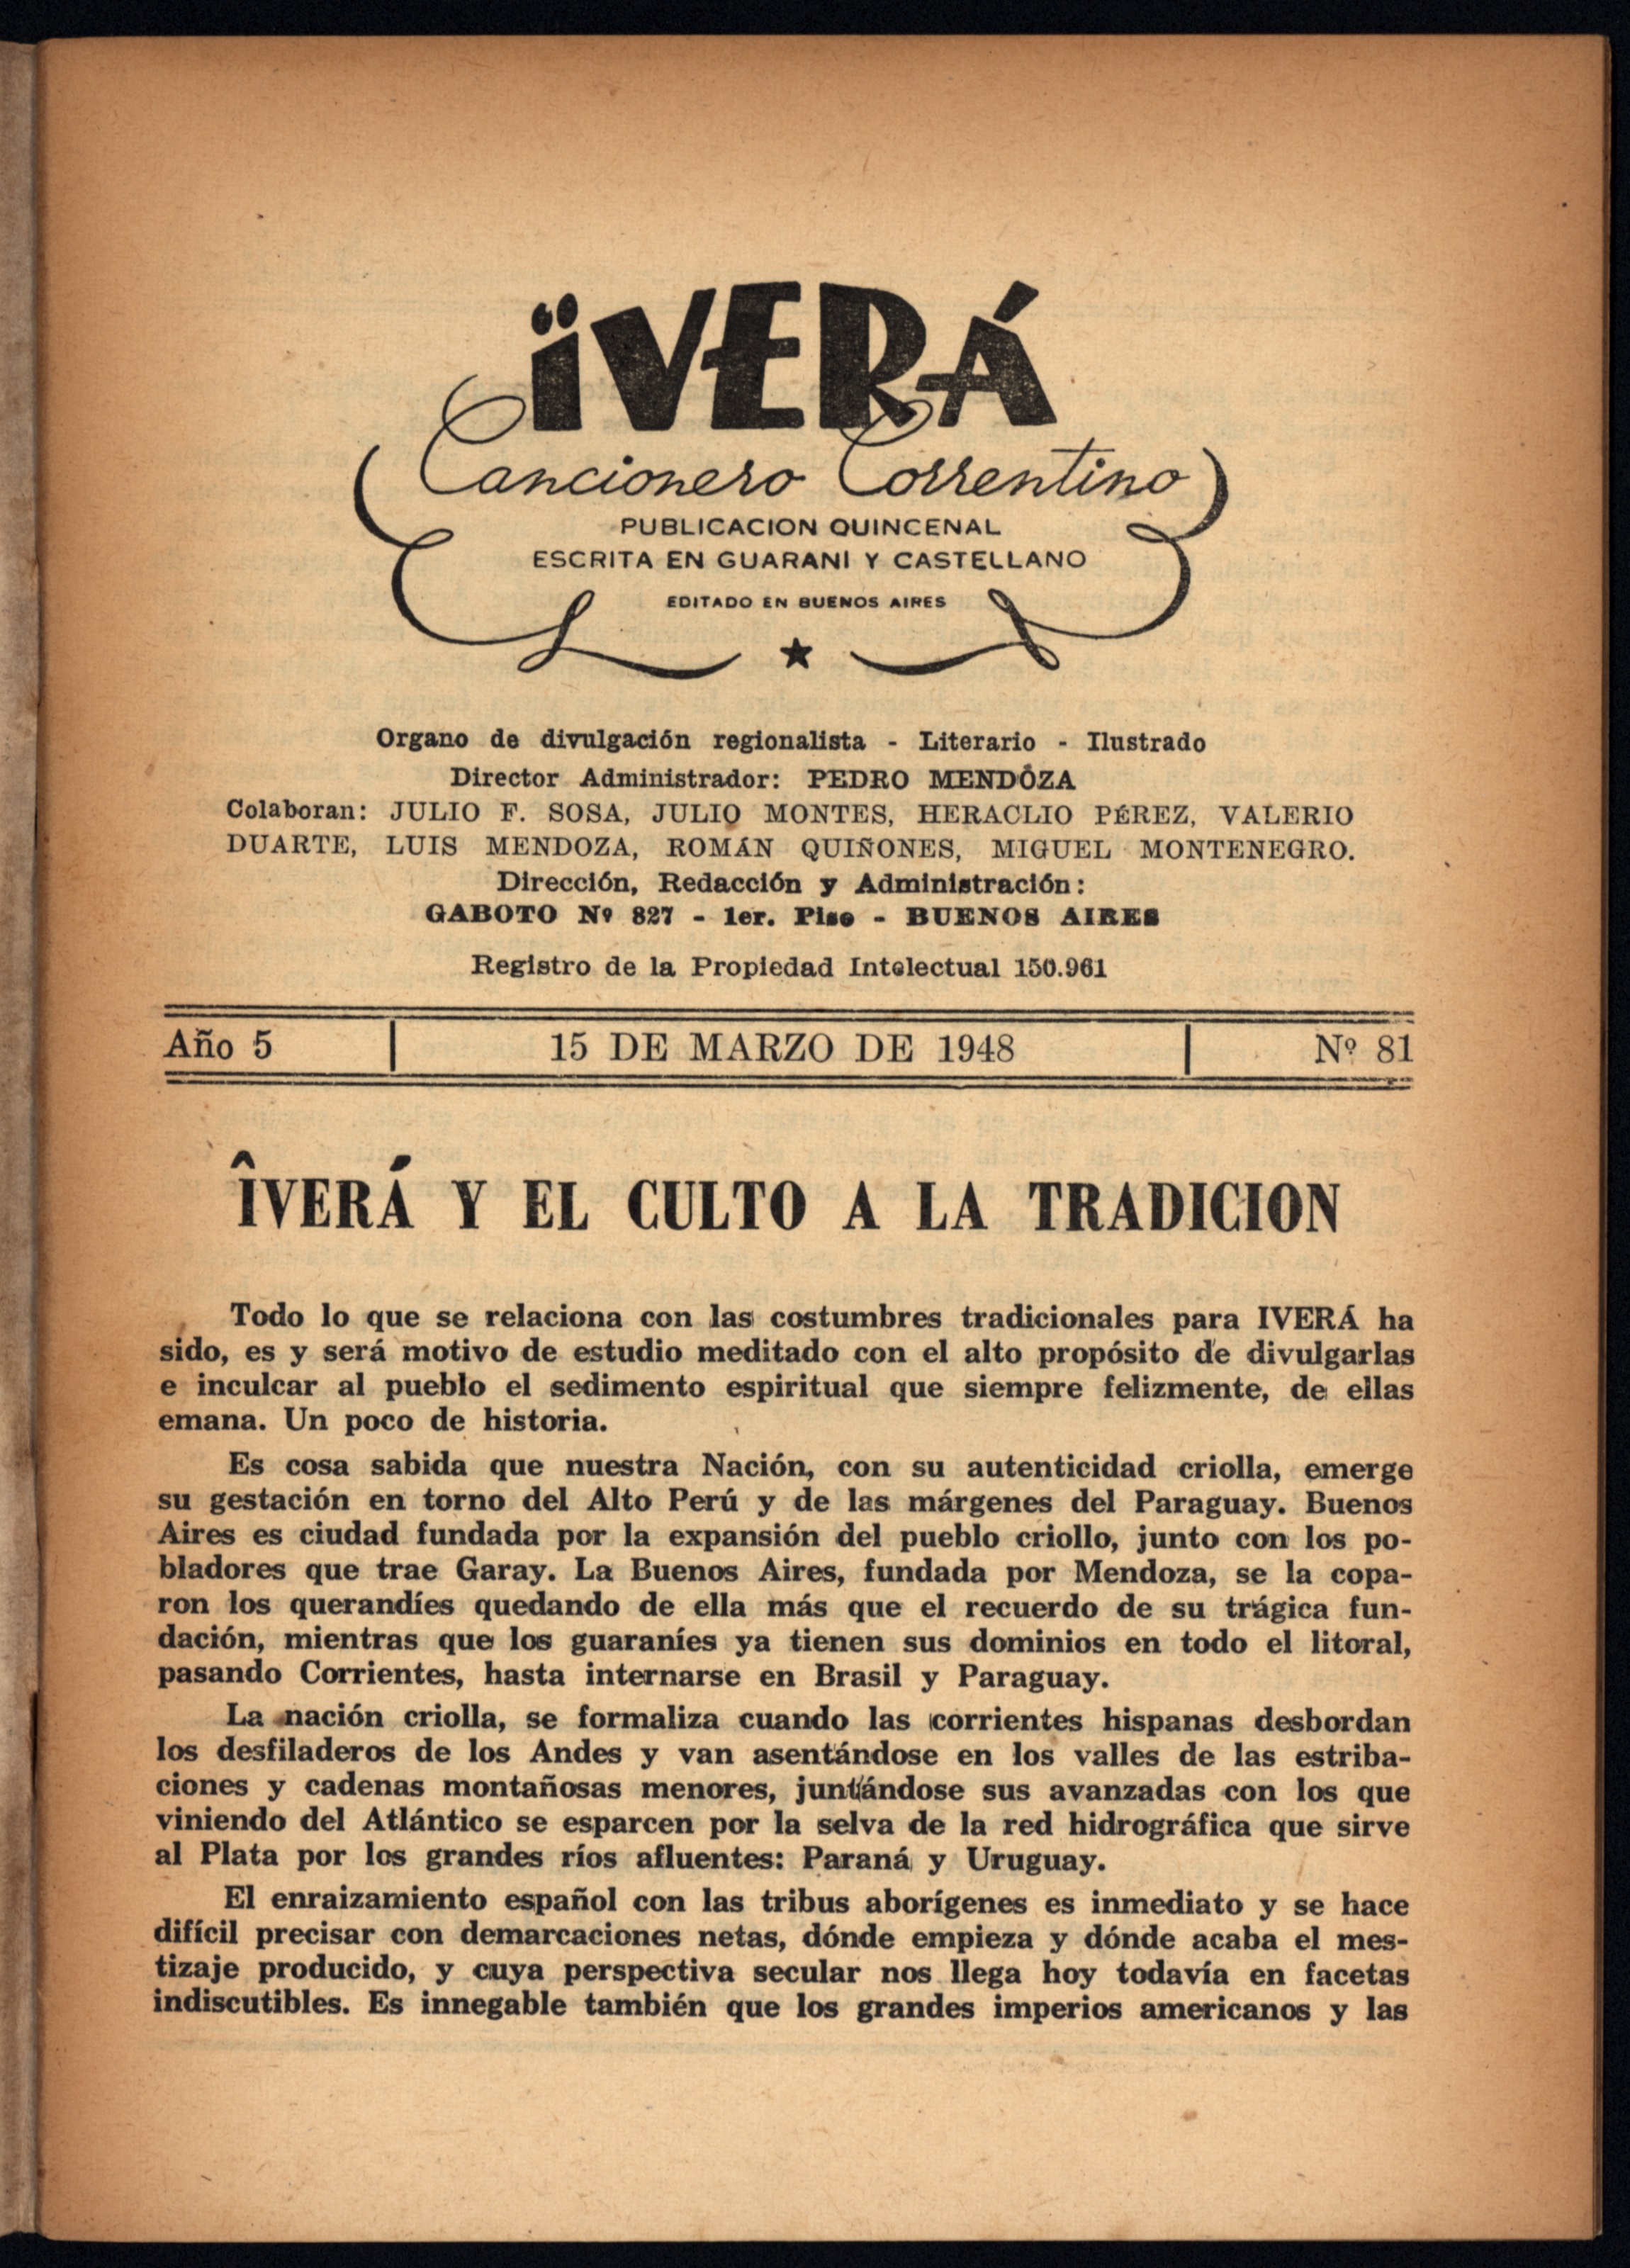 ÏVERÁ
Cancionero Correntino
PUBLICACION QUINCENAL
ESCRITA EN GUARANI Y CASTELLANO
EDITADO EN BUENOS AIRES
Organo de divulgación regionalista - Literario - Ilustrado
Director Administrador: PEDRO MENDOZA
Colaboran: JULIO F. SOSA, JULIO MONTES, HERACLIO PÉREZ, VALERIO
DUARTE, LUIS MENDOZA, ROMÁN QUIÑONES, MIGUEL MONTENEGRO.
Dirección, Redacción y Administración:
GABOTO Nº 827 - 1er. Piso - BUENOS AIRES
Registro de la Propiedad Intelectual 150.961
Año 5 | 15 DE MARZO DE 1948 | Nº 81
ÎVERÁ Y EL CULTO A LA TRADICION
Todo lo que se relaciona con las costumbres tradicionales para IVERÁ ha
sido, es y será motivo de estudio meditado con el alto propósito de divulgarlas
e inculcar al pueblo el sedimento espiritual que siempre felizmente, de ellas
emana. Un poco de historia.
Es cosa sabida que nuestra Nación, con su autenticidad criolla, emerge
su gestación en torno del Alto Perú y de las márgenes del Paraguay. Buenos
Aires es ciudad fundada por la expansión del pueblo criollo, junto con los po-
bladores que trae Garay. La Buenos Aires, fundada por Mendoza, se la copa-
ron los querandíes quedando de ella más que el recuerdo de su trágica fun-
dación, mientras que los guaraníes ya tienen sus dominios en todo el litoral,
pasando Corrientes, hasta internarse en Brasil y Paraguay.
La nación criolla, se formaliza cuando las corrientes hispanas desbordan
los desfiladeros de los Andes y van asentándose en los valles de las estriba-
ciones y cadenas montañosas menores, juntándose sus avanzadas con los que
viniendo del Atlántico se esparcen por la selva de la red hidrográfica que sirve
al Plata por los grandes ríos afluentes: Paraná y Uruguay.
El enraizamiento español con las tribus aborígenes es inmediato y se hace
difícil precisar con demarcaciones netas, dónde empieza y dónde acaba el mes-
tizaje producido, y cuya perspectiva secular nos llega hoy todavía en facetas
indiscutibles. Es innegable también que los grandes imperios americanos y las